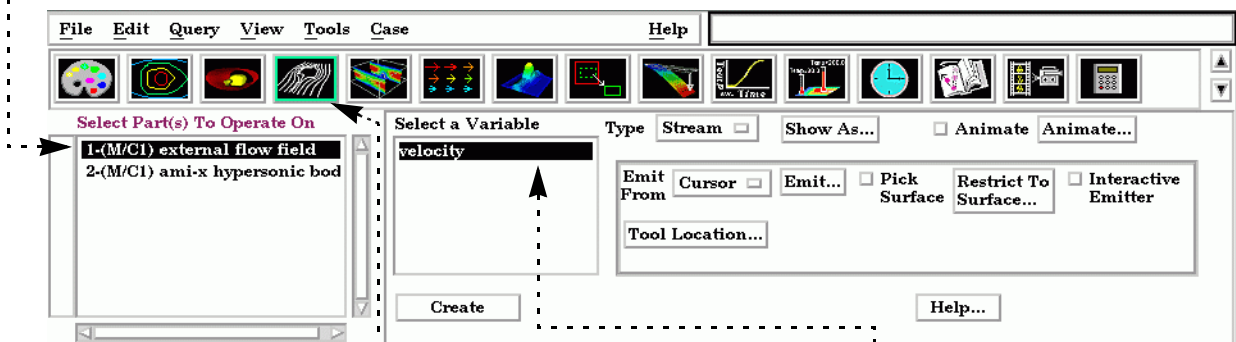 File Edit Query View Tools Case Help
Select Part(s) To Operate On
1-(M/C1) external flow field
2-(M/C1) ami-x hypersonic bod
Select a Variable
velocity
Type Stream Show As... Animate Animate...
Emit From Cursor Emit... Pick Surface Restrict To Surface... Interactive Emitter
Tool Location...
Create Help...